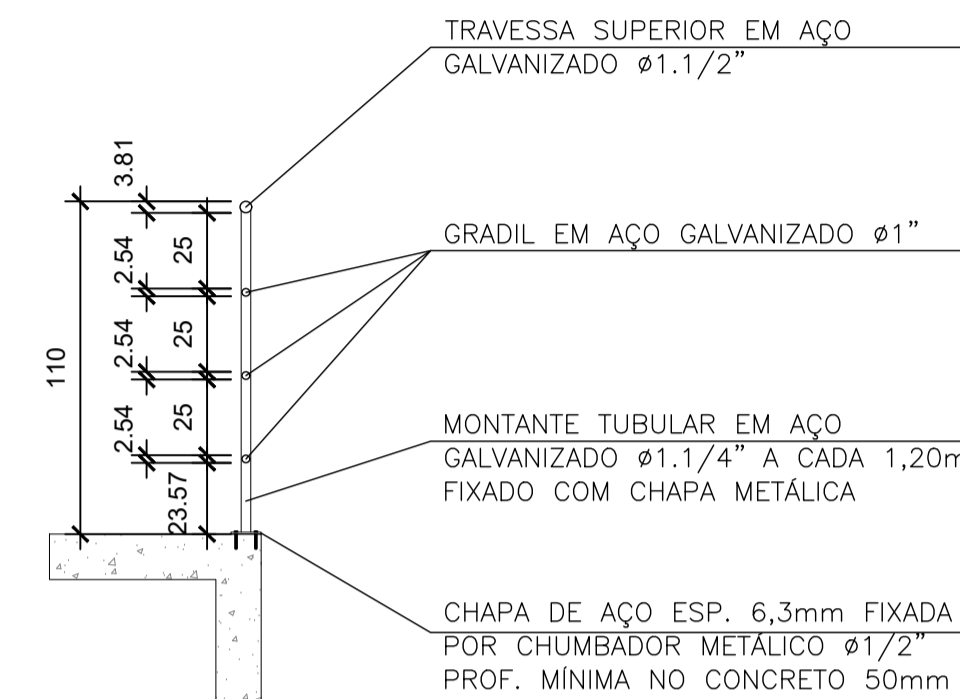 TRAVESSA SUPERIOR EM AÇO
GALVANIZADO ø1.1/2”
3.81
GRADIL EM AÇO GALVANIZADO ø1”
2.54
25
2.54
25
110
2.54
25
MONTANTE TUBULAR EM AÇO
GALVANIZADO ø1.1/4” A CADA 1,20m
FIXADO COM CHAPA METÁLICA
23.57
CHAPA DE AÇO ESP. 6,3mm FIXADA
POR CHUMBADOR METÁLICO ø1/2”
PROF. MÍNIMA NO CONCRETO 50mm